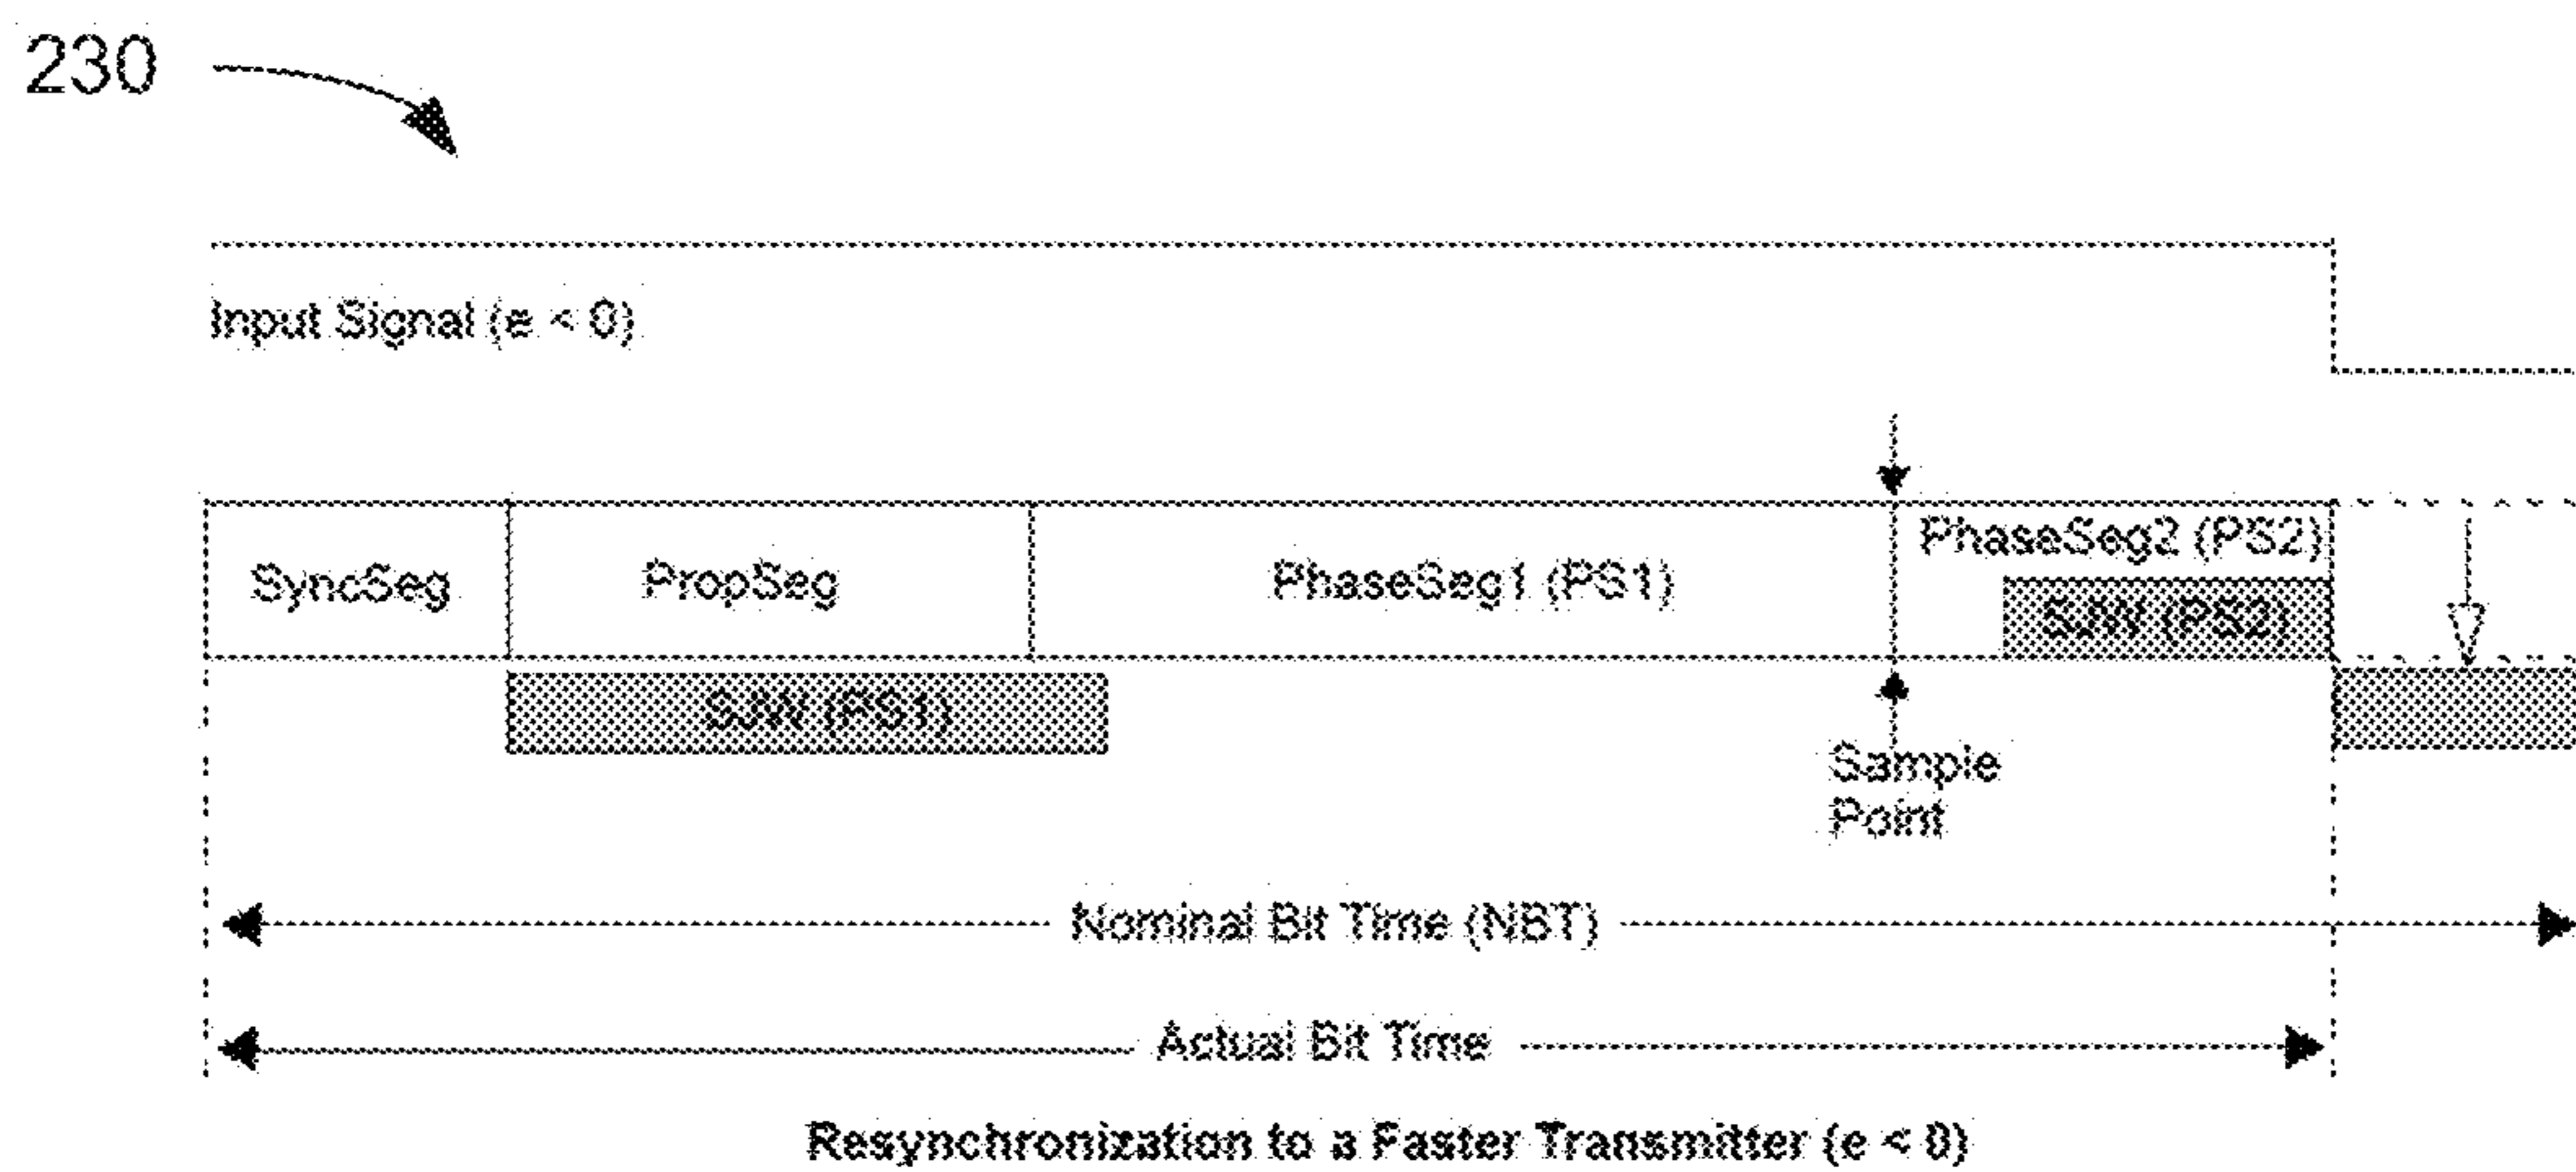 230
Input Signal (e < 0)
SyncSeg
PropSeg
PhaseSeg1 (PS1)
PhaseSeg2 (PS2)
SJW (PS2)
SJW (PS1)
Sample
Point
Nominal Bit Time (NBT)
Actual Bit Time
Resynchronization to a Faster Transmitter (e < 0)